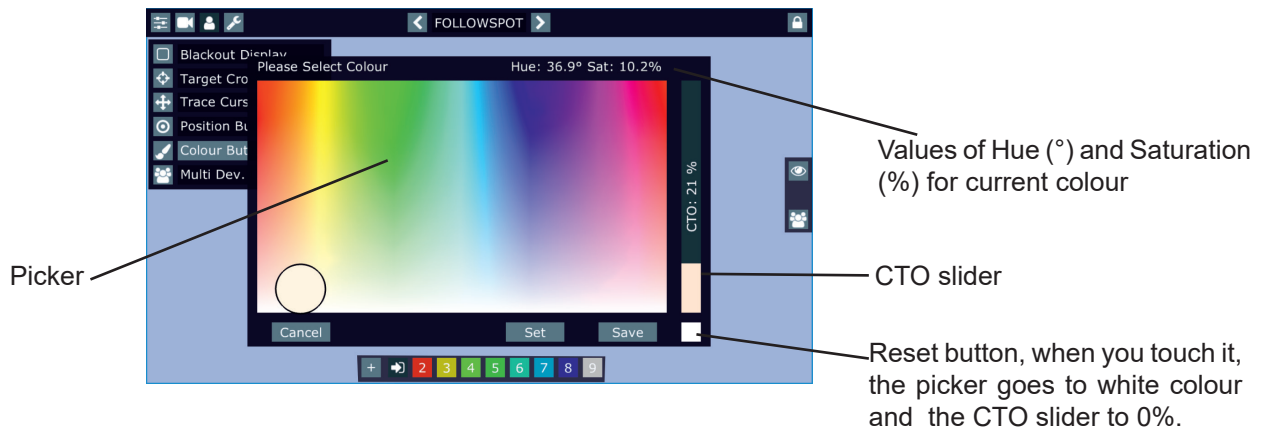 FOLLOWSPOT
Blackout Display
Target Cro
Trace Curs
Position Bu
Colour But
Multi Dev.
Please Select Colour
Hue: 36.9° Sat: 10.2%
CTO: 21 %
Cancel
Set
Save
+ 2 3 4 5 6 7 8 9
Picker
Values of Hue (°) and Saturation
(%) for current colour
CTO slider
Reset button, when you touch it,
the picker goes to white colour
and the CTO slider to 0%.